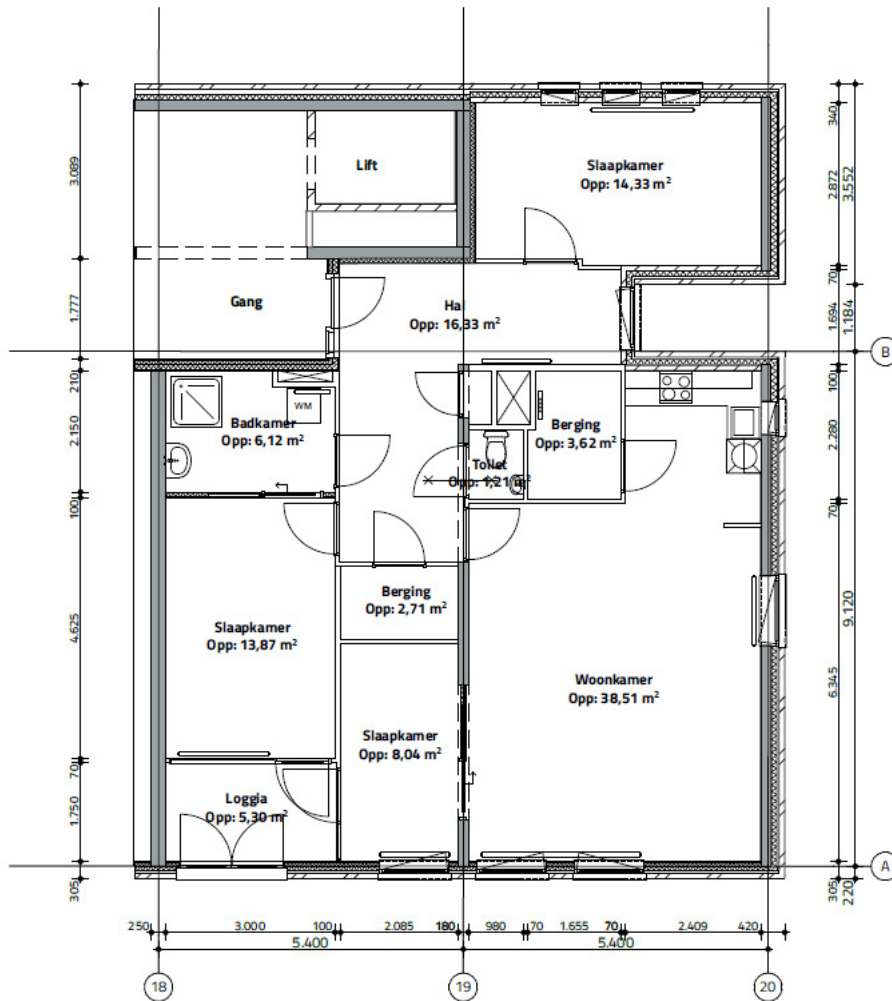 Lift
Slaapkamer
Opp: 14,33 m²
340
2.872
3.552
3.089
Gang
Hal
Opp: 16,33 m²
70
1.694
1.184
1.777
B
210
Badkamer
Opp: 6,12 m²
WM
Berging
Opp: 3,62 m²
100
2.280
2.150
Toilet
Opp: 1,21 m²
100
70
Slaapkamer
Opp: 13,87 m²
Berging
Opp: 2,71 m²
4.625
9.120
Woonkamer
Opp: 38,51 m²
6.345
Slaapkamer
Opp: 8,04 m²
70
Loggia
Opp: 5,30 m²
1.750
A
305
305
220
250
3.000
100
2.085
180
980
70
1.655
70
2.409
420
5.400
5.400
18
19
20